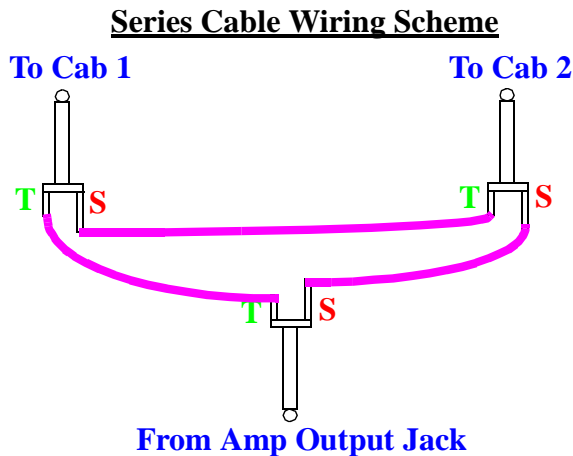 Series Cable Wiring Scheme
To Cab 1 To Cab 2
T S T S
T S
From Amp Output Jack